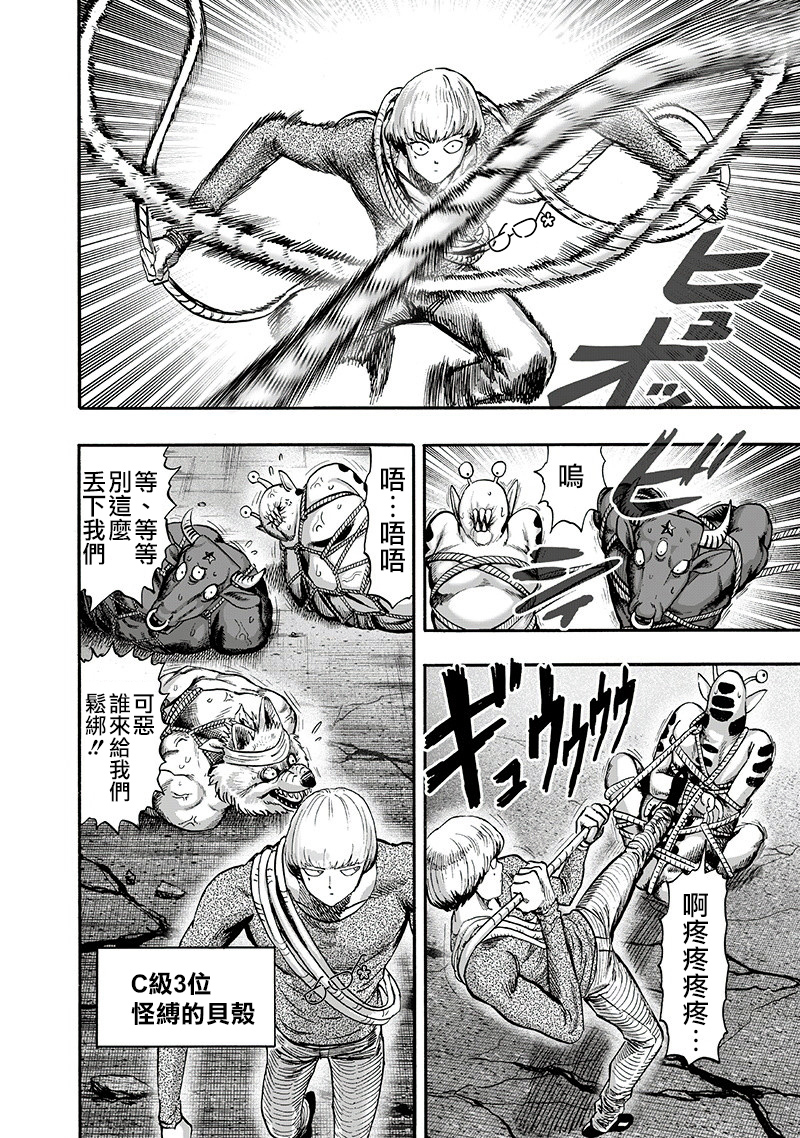 ヒュオッ
ビシィッ
嗚
唔…唔唔
等、等等
別這麼
丟下我們
ギュウウウッ
啊疼疼疼疼…
可惡
誰來給我們
鬆綁!!
C級3位
怪縛的貝殼